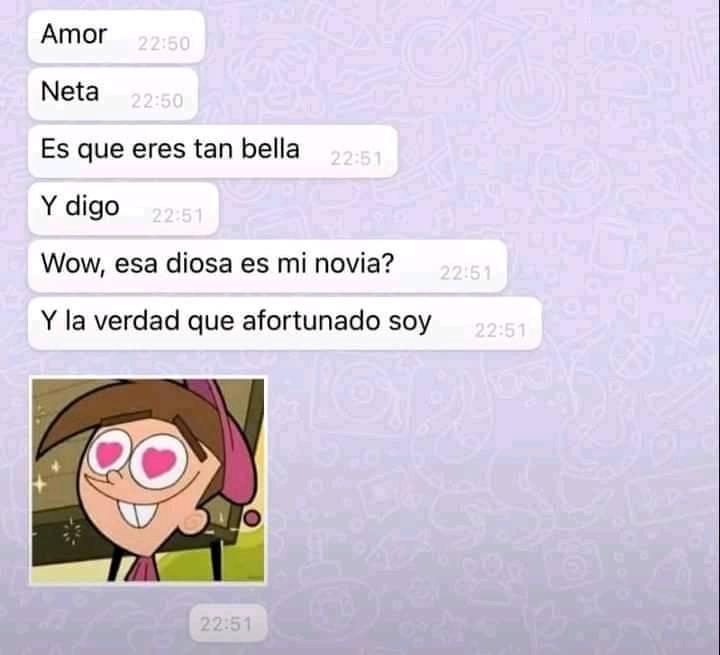 Amor 22:50
Neta 22:50
Es que eres tan bella 22:51
Y digo 22:51
Wow, esa diosa es mi novia? 22:51
Y la verdad que afortunado soy 22:51
22:51